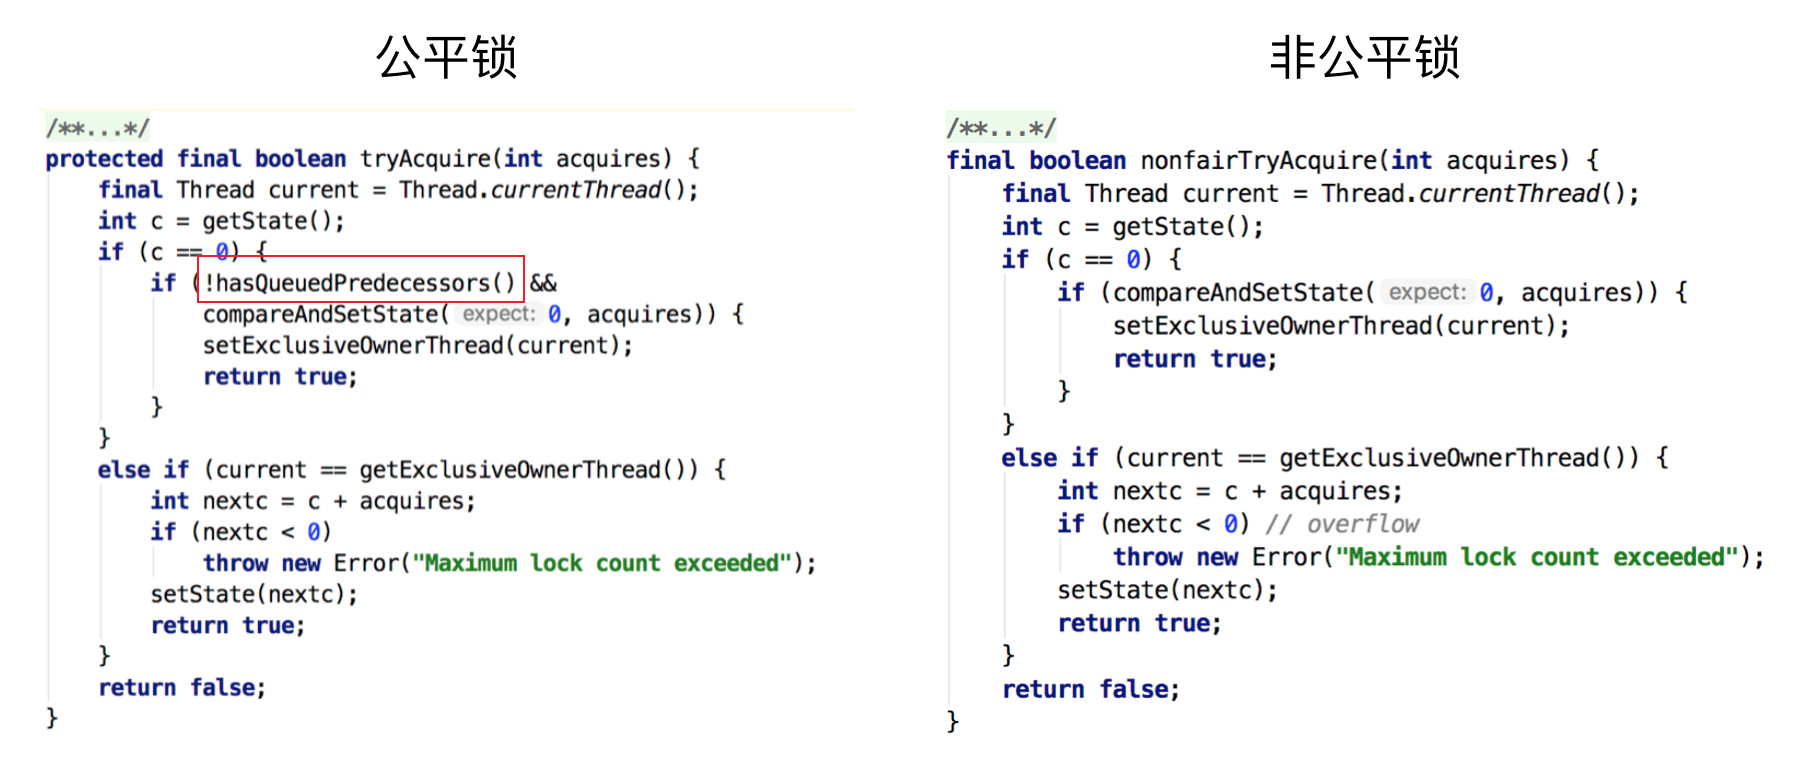 公平锁
/**...*/
protected final boolean tryAcquire(int acquires) {
    final Thread current = Thread.currentThread();
    int c = getState();
    if (c == 0) {
        if (!hasQueuedPredecessors() &&
            compareAndSetState( expect: 0, acquires)) {
            setExclusiveOwnerThread(current);
            return true;
        }
    }
    else if (current == getExclusiveOwnerThread()) {
        int nextc = c + acquires;
        if (nextc < 0)
            throw new Error("Maximum lock count exceeded");
        setState(nextc);
        return true;
    }
    return false;
}
非公平锁
/**...*/
final boolean nonfairTryAcquire(int acquires) {
    final Thread current = Thread.currentThread();
    int c = getState();
    if (c == 0) {
        if (compareAndSetState( expect: 0, acquires)) {
            setExclusiveOwnerThread(current);
            return true;
        }
    }
    else if (current == getExclusiveOwnerThread()) {
        int nextc = c + acquires;
        if (nextc < 0) // overflow
            throw new Error("Maximum lock count exceeded");
        setState(nextc);
        return true;
    }
    return false;
}